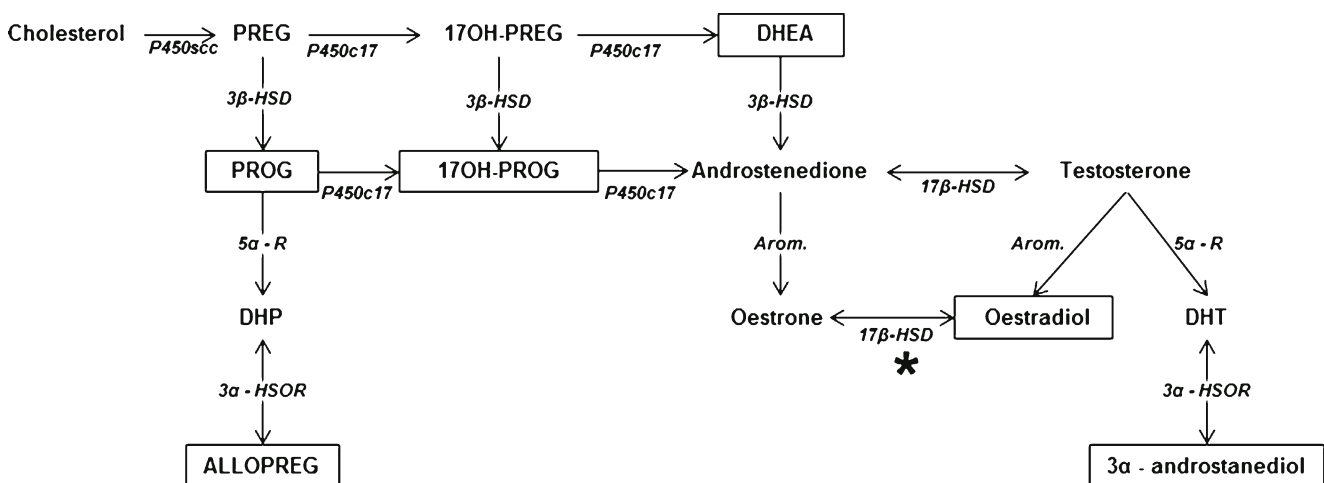 Cholesterol P450scc PREG P450c17 17OH-PREG P450c17 DHEA
3β-HSD 3β-HSD 3β-HSD
PROG P450c17 17OH-PROG P450c17 Androstenedione 17β-HSD Testosterone
5α - R Arom. Arom. 5α - R
DHP Oestrone 17β-HSD Oestradiol DHT
*
3α - HSOR 3α - HSOR
ALLOPREG 3α - androstanediol